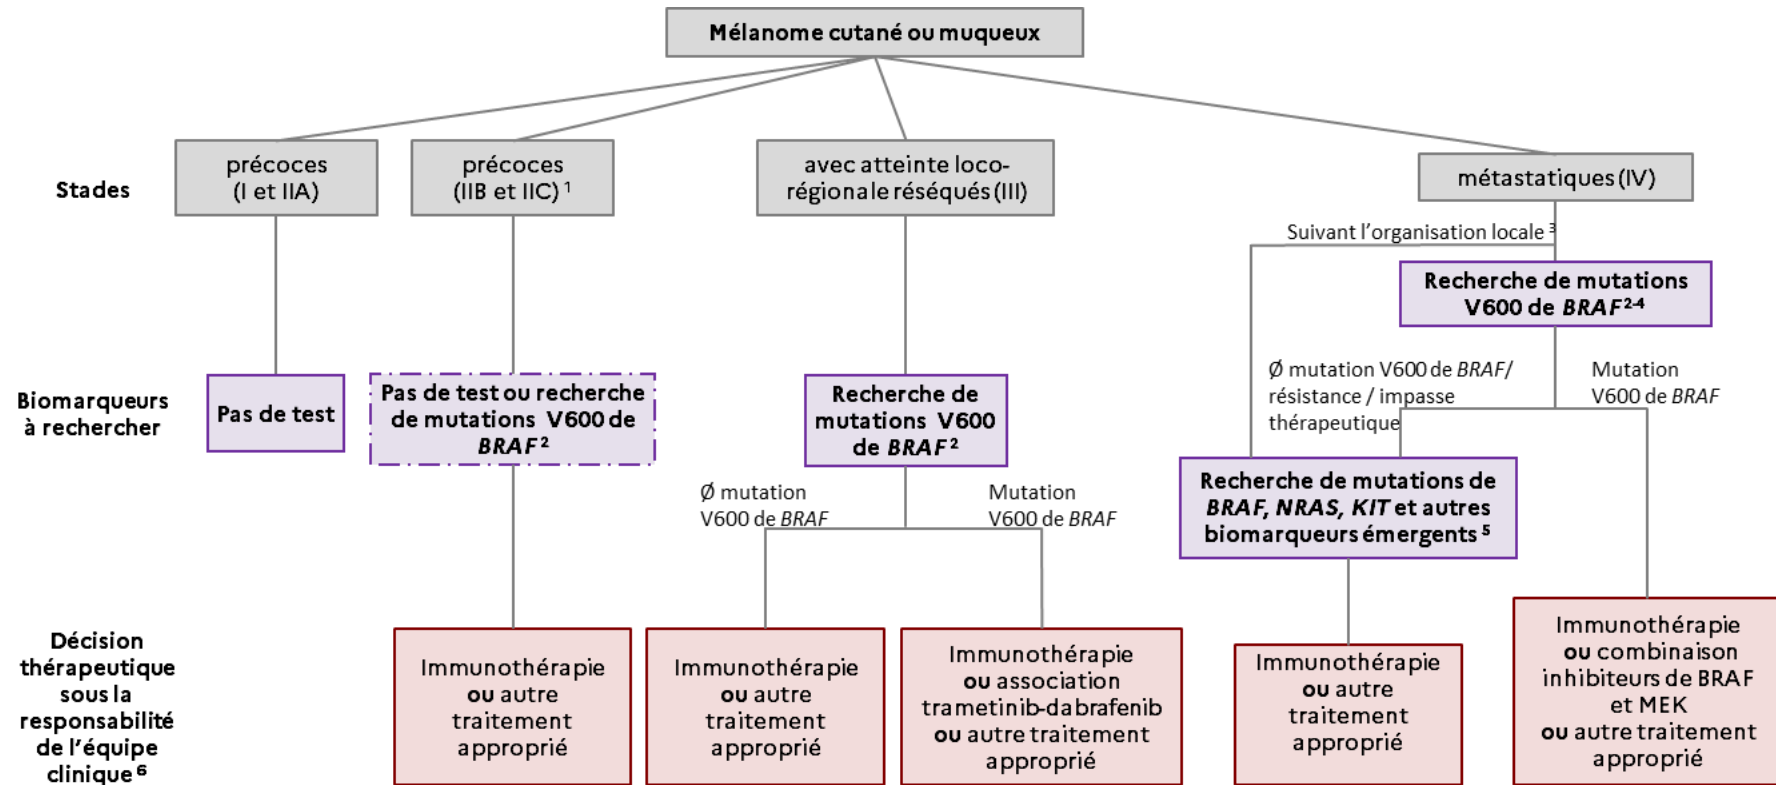 Mélanome cutané ou muqueux
Stades
précoces
(I et IIA)
précoces
(IIB et IIC) 1
avec atteinte loco-
régionale réséqués (III)
métastatiques (IV)
Suivant l'organisation locale 3
Recherche de mutations
V600 de BRAF 2-4
Biomarqueurs
à rechercher
Pas de test
Pas de test ou recherche
de mutations V600 de
BRAF 2
Recherche de
mutations V600
de BRAF 2
Ø mutation V600 de BRAF/
résistance / impasse
thérapeutique
Mutation
V600 de BRAF
Ø mutation
V600 de BRAF
Mutation
V600 de BRAF
Recherche de mutations de
BRAF, NRAS, KIT et autres
biomarqueurs émergents 5
Décision
thérapeutique
sous la
responsabilité
de l'équipe
clinique 6
Immunothérapie
ou autre
traitement
approprié
Immunothérapie
ou autre
traitement
approprié
Immunothérapie
ou association
trametinib-dabrafenib
ou autre traitement
approprié
Immunothérapie
ou autre
traitement
approprié
Immunothérapie
ou combinaison
inhibiteurs de BRAF
et MEK
ou autre traitement
approprié